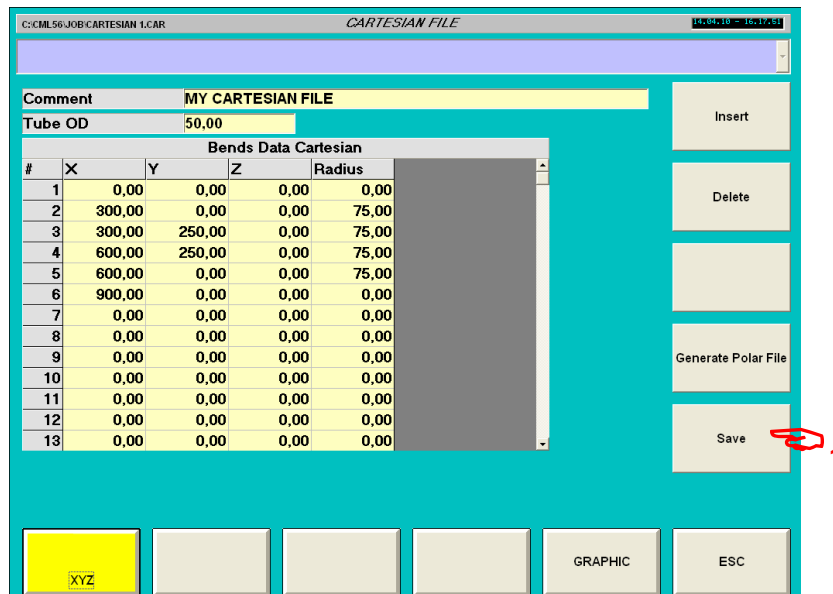 C:\CML56\JOB\CARTESIAN 1.CAR CARTESIAN FILE 14.04.10 - 16.17.51
Comment MY CARTESIAN FILE
Tube OD 50,00
Bends Data Cartesian
# X Y Z Radius
1 0,00 0,00 0,00 0,00
2 300,00 0,00 0,00 75,00
3 300,00 250,00 0,00 75,00
4 600,00 250,00 0,00 75,00
5 600,00 0,00 0,00 75,00
6 900,00 0,00 0,00 0,00
7 0,00 0,00 0,00 0,00
8 0,00 0,00 0,00 0,00
9 0,00 0,00 0,00 0,00
10 0,00 0,00 0,00 0,00
11 0,00 0,00 0,00 0,00
12 0,00 0,00 0,00 0,00
13 0,00 0,00 0,00 0,00
Insert
Delete
Generate Polar File
Save
XYZ GRAPHIC ESC